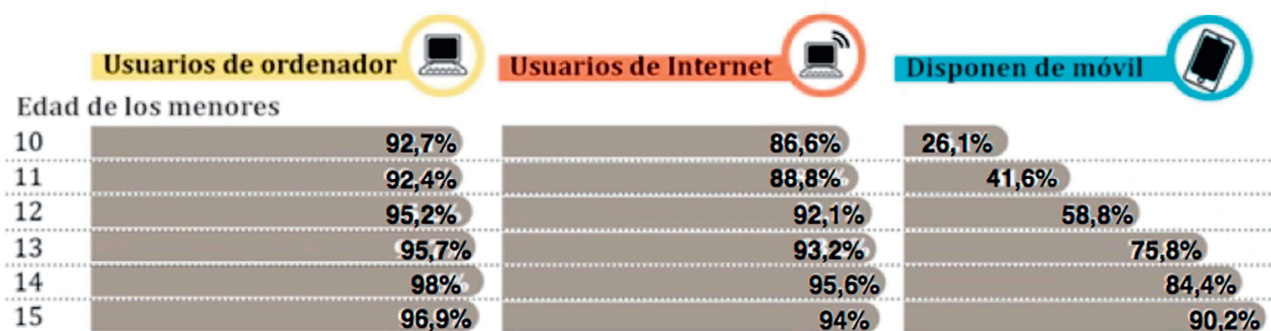 Usuarios de ordenador Usuarios de Internet Disponen de móvil
Edad de los menores
10 92,7% 86,6% 26,1%
11 92,4% 88,8% 41,6%
12 95,2% 92,1% 58,8%
13 95,7% 93,2% 75,8%
14 98% 95,6% 84,4%
15 96,9% 94% 90,2%